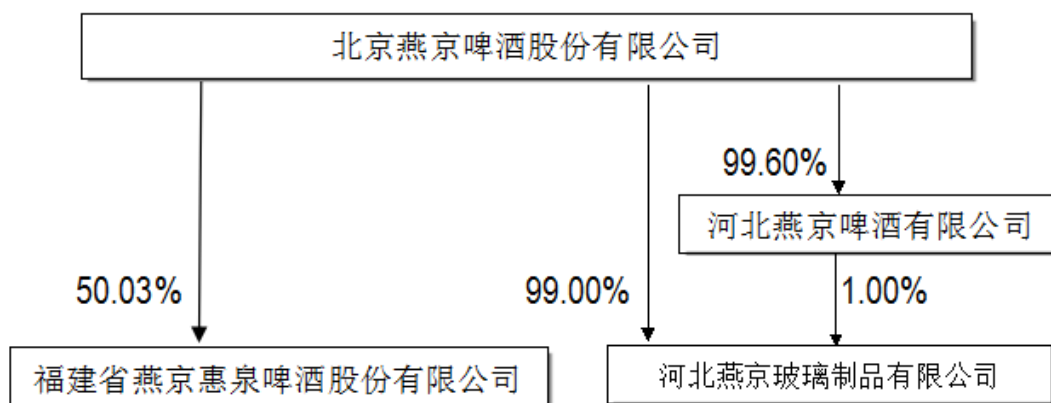 北京燕京啤酒股份有限公司
99.60%
河北燕京啤酒有限公司
50.03%
99.00%
1.00%
福建省燕京惠泉啤酒股份有限公司
河北燕京玻璃制品有限公司